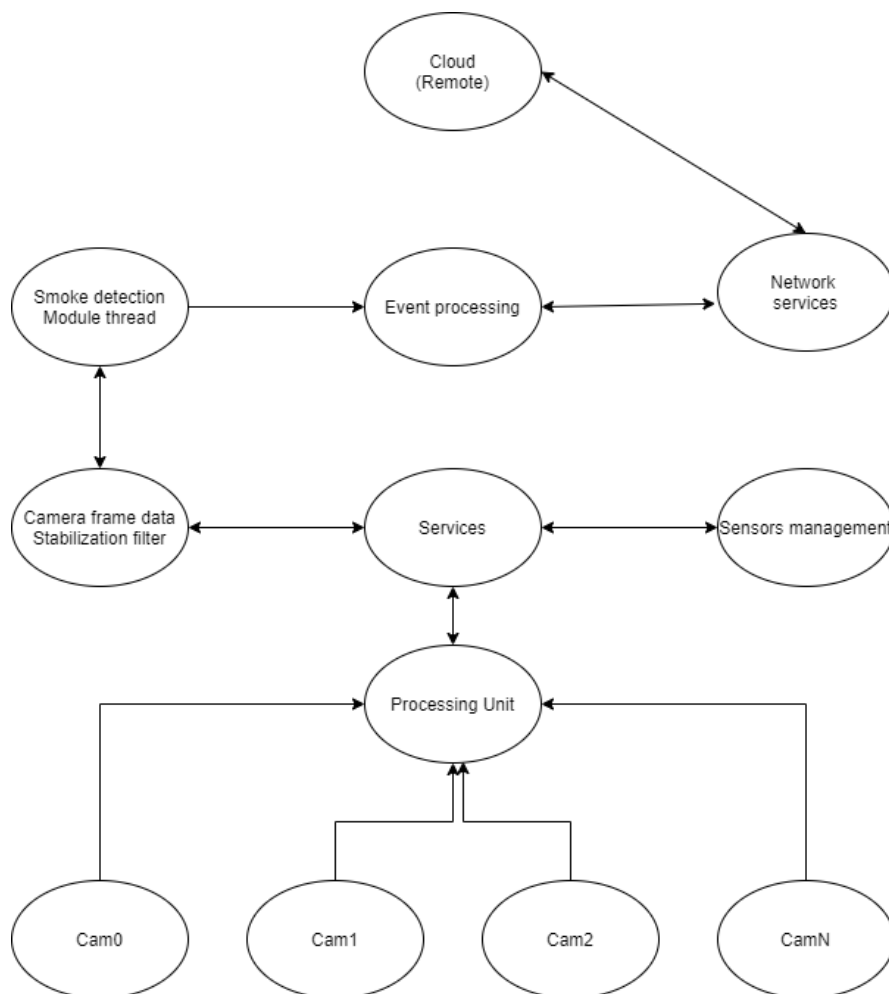 Cloud
(Remote)
Smoke detection
Module thread
Event processing
Network
services
Camera frame data
Stabilization filter
Services
Sensors management
Processing Unit
Cam0
Cam1
Cam2
CamN